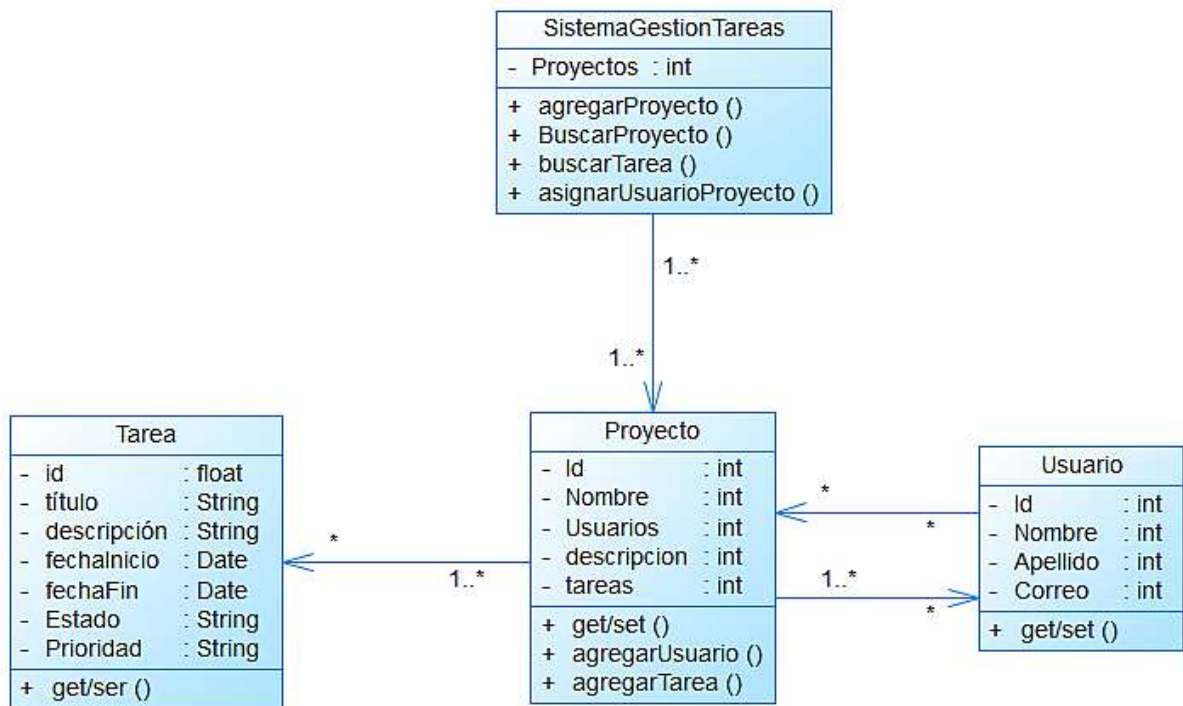 SistemaGestionTareas
- Proyectos : int
+ agregarProyecto ()
+ BuscarProyecto ()
+ buscarTarea ()
+ asignarUsuarioProyecto ()
1..*
1..*
Tarea
- id : float
- título : String
- descripción : String
- fechaInicio : Date
- fechaFin : Date
- Estado : String
- Prioridad : String
+ get/ser ()
*
1..*
Proyecto
- Id : int
- Nombre : int
- Usuarios : int
- descripcion : int
- tareas : int
+ get/set ()
+ agregarUsuario ()
+ agregarTarea ()
*
*
1..*
*
Usuario
- Id : int
- Nombre : int
- Apellido : int
- Correo : int
+ get/set ()